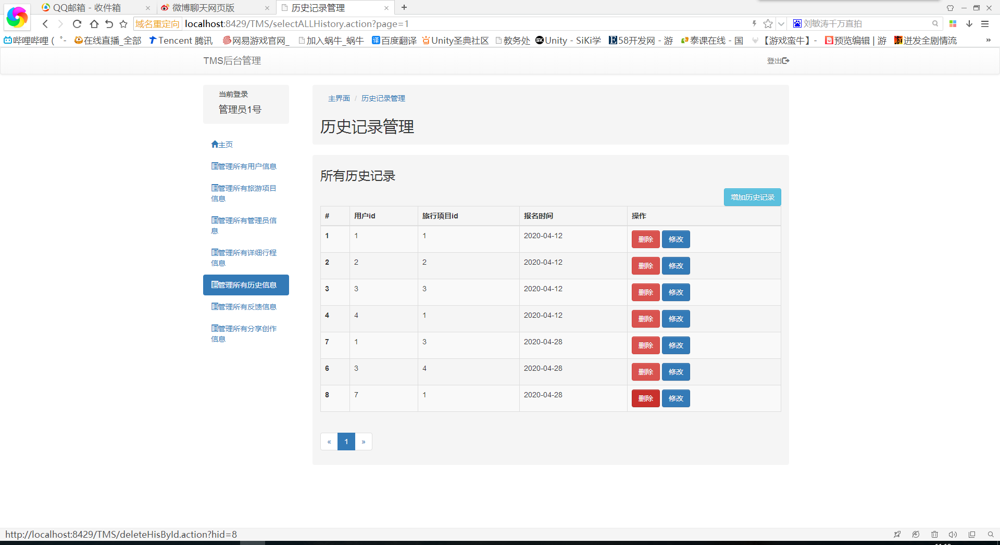 QQ邮箱 - 收件箱
微博聊天网页版
历史记录管理
域名重定向 localhost:8429/TMS/selectALLHistory.action?page=1
刘敏涛千万直拍
哔哩哔哩 ( ゜- 在线直播_全部 Tencent 腾讯 网易游戏官网_ 加入蜗牛_蜗牛 百度翻译 Unity圣典社区 教务处 Unity - SiKi学 58开发网 - 游 泰课在线 - 国 【游戏蛮牛】 - 预览编辑 | 游 迸发全剧情流 »
TMS后台管理
登出
当前登录
管理员1号
主页
管理所有用户信息
管理所有旅游项目
信息
管理所有管理员信
息
管理所有详细行程
信息
管理所有历史信息
管理所有反馈信息
管理所有分享创作
信息
主界面 / 历史记录管理
历史记录管理
所有历史记录
增加历史记录
# 用户id 旅行项目id 报名时间 操作
1 1 1 2020-04-12 删除 修改
2 2 2 2020-04-12 删除 修改
3 3 3 2020-04-12 删除 修改
4 4 1 2020-04-12 删除 修改
7 1 3 2020-04-28 删除 修改
6 3 4 2020-04-28 删除 修改
8 7 1 2020-04-28 删除 修改
« 1 »
http://localhost:8429/TMS/deleteHisById.action?hid=8